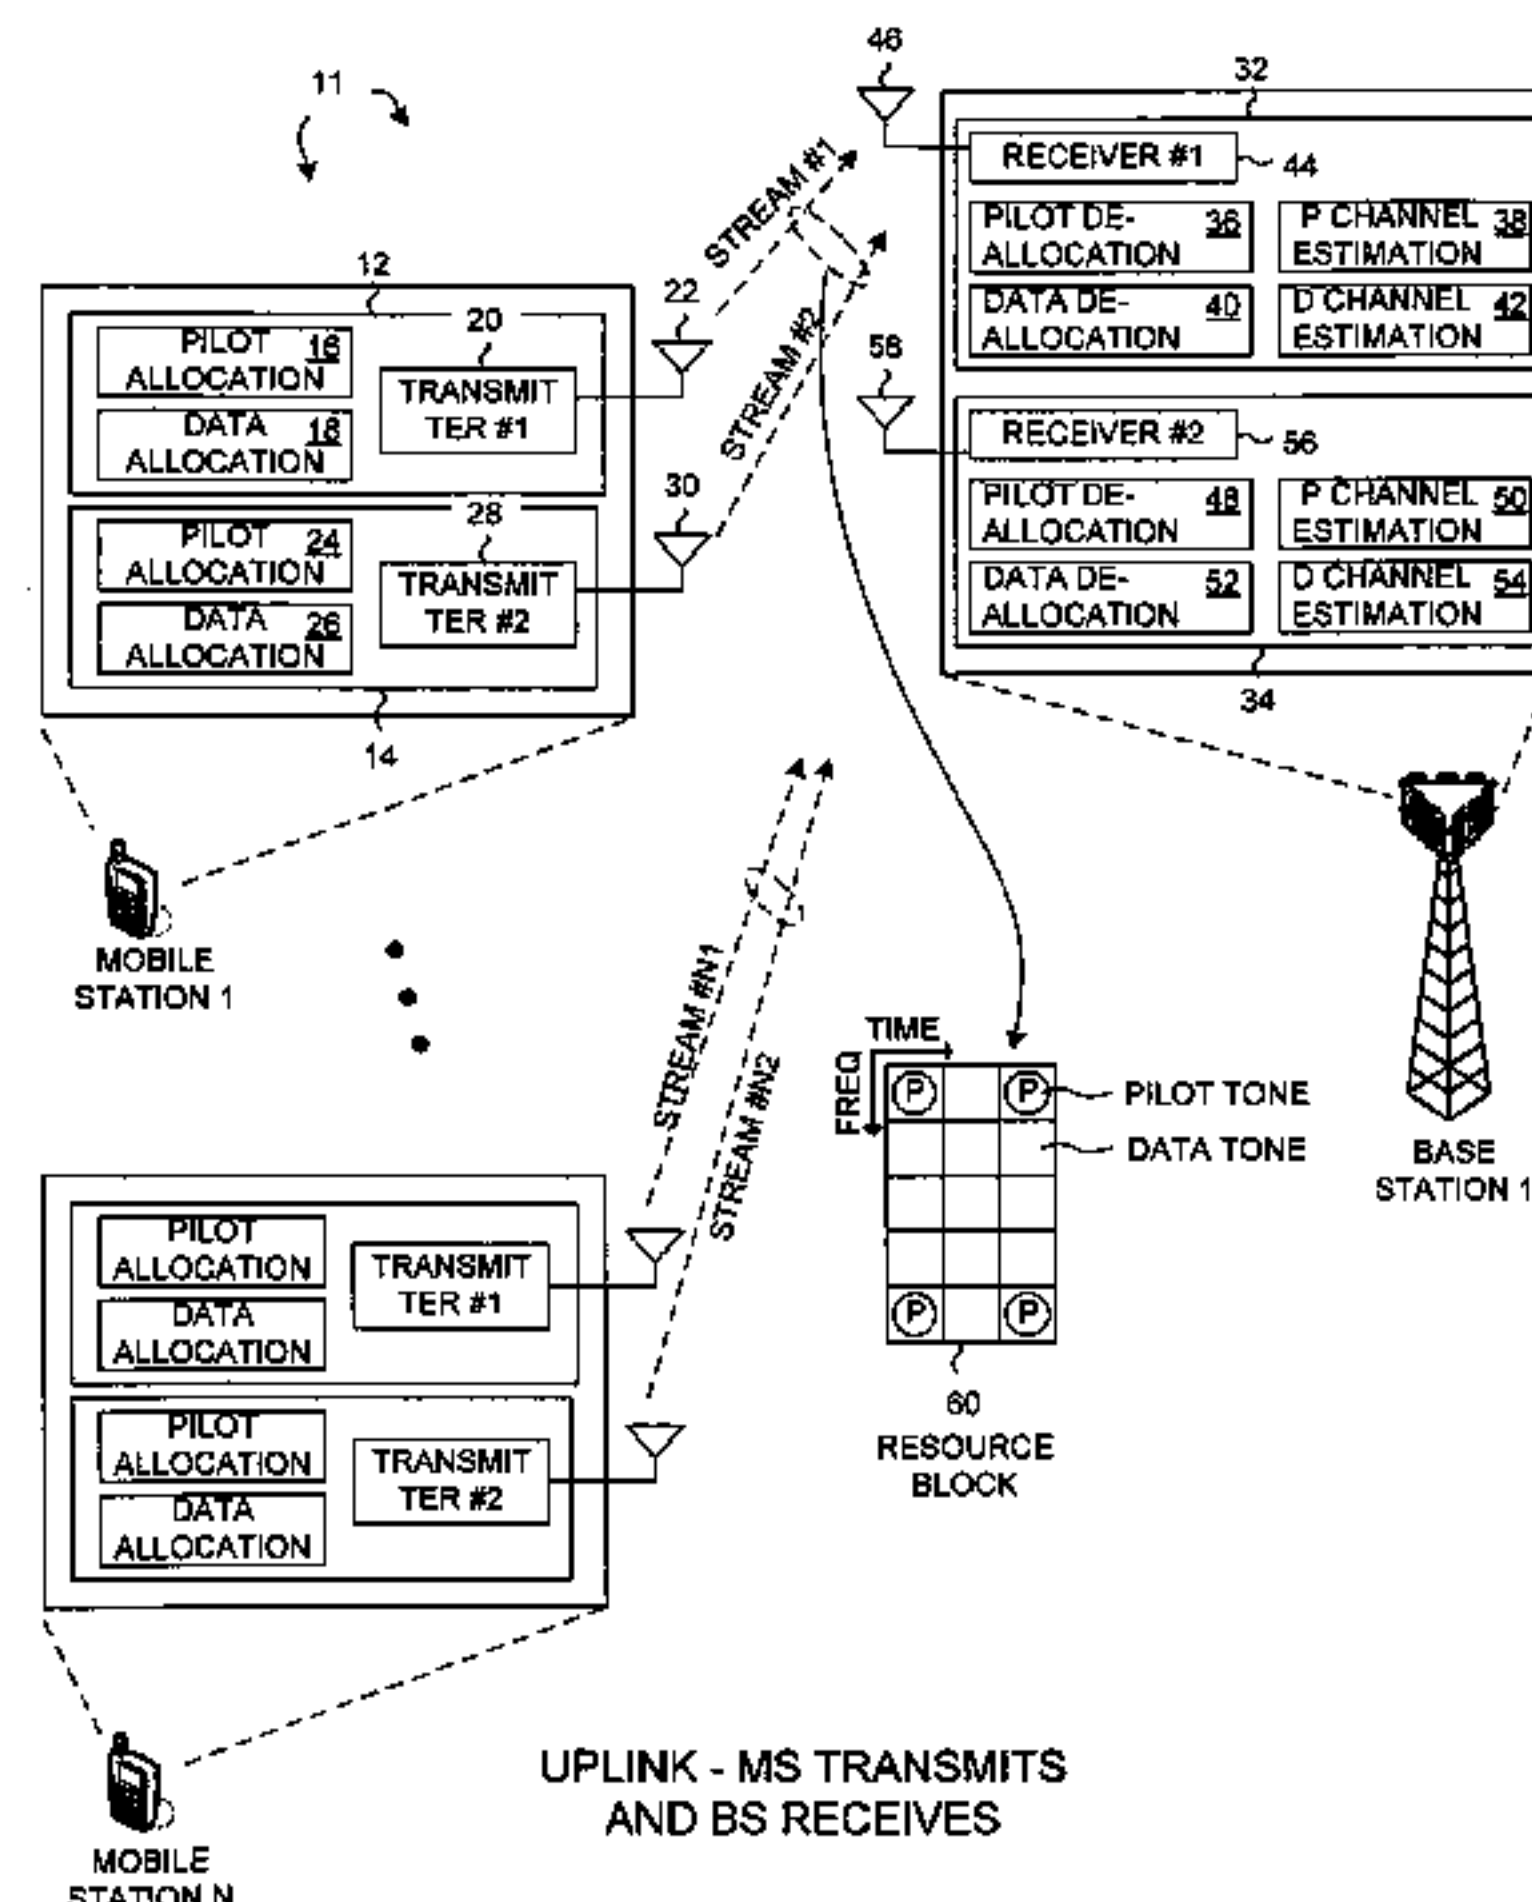 11
46
32
RECEIVER #1
44
PILOT DE-
ALLOCATION
36
P CHANNEL
ESTIMATION
38
DATA DE-
ALLOCATION
40
D CHANNEL
ESTIMATION
42
58
RECEIVER #2
56
PILOT DE-
ALLOCATION
48
P CHANNEL
ESTIMATION
50
DATA DE-
ALLOCATION
52
D CHANNEL
ESTIMATION
54
34
12
PILOT
ALLOCATION
16
DATA
ALLOCATION
18
20
TRANSMIT
TER #1
22
STREAM #1
STREAM #2
PILOT
ALLOCATION
24
DATA
ALLOCATION
26
28
TRANSMIT
TER #2
30
14
MOBILE
STATION 1
STREAM #N1
STREAM #N2
TIME
FREQ
P
P
PILOT TONE
DATA TONE
P
P
60
RESOURCE
BLOCK
BASE
STATION 1
PILOT
ALLOCATION
DATA
ALLOCATION
TRANSMIT
TER #1
PILOT
ALLOCATION
DATA
ALLOCATION
TRANSMIT
TER #2
MOBILE
STATION N
UPLINK - MS TRANSMITS
AND BS RECEIVES